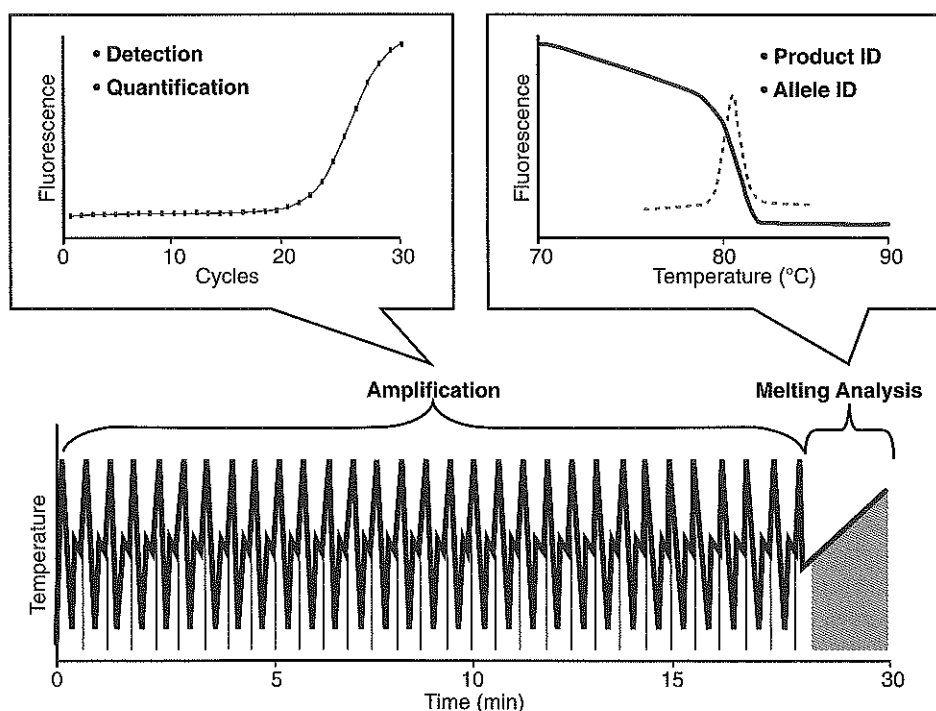 • Detection
• Quantification
Fluorescence
0 10 20 30
Cycles
• Product ID
• Allele ID
Fluorescence
70 80 90
Temperature (°C)
Amplification
Melting Analysis
Temperature
0 5 10 15 30
Time (min)